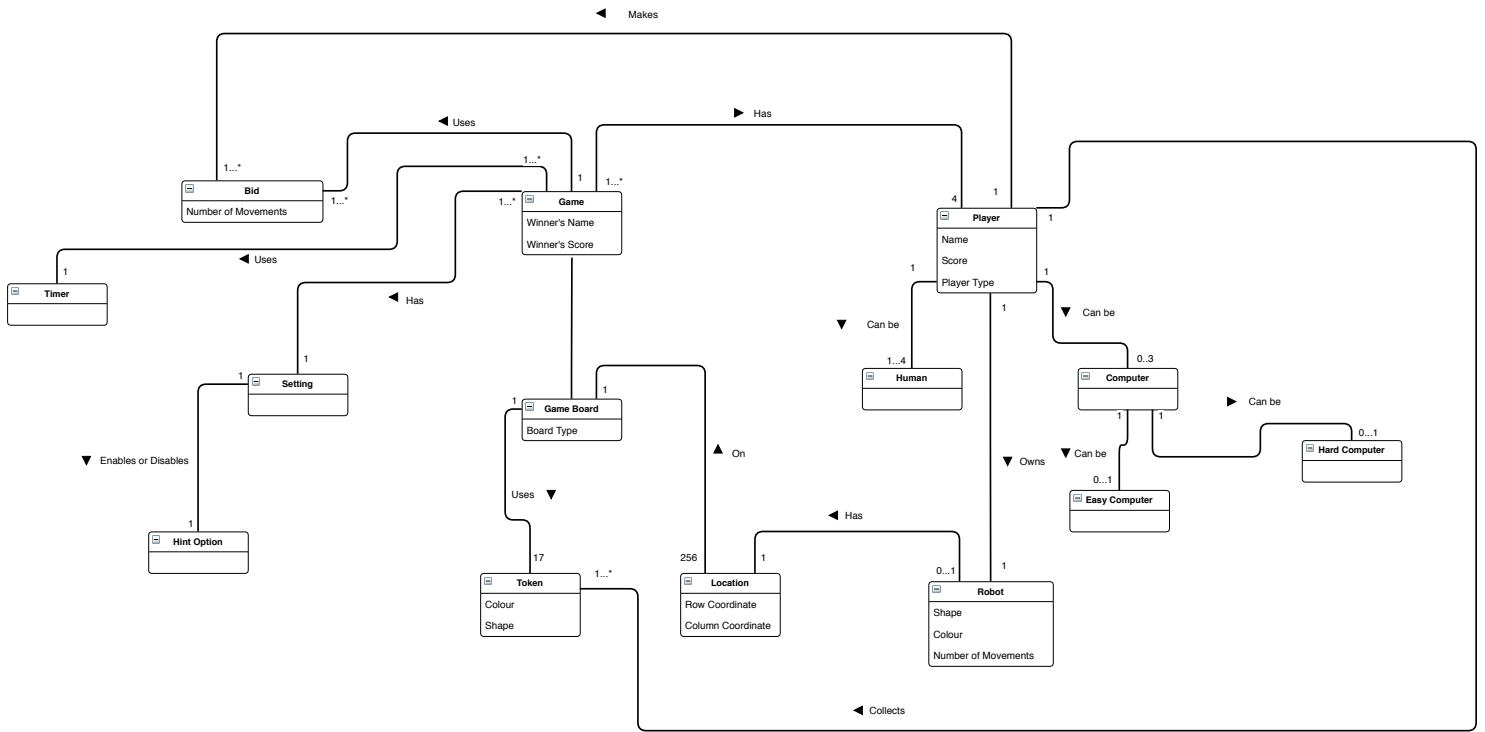 Makes
Has
Uses
1...*
1...*
1
1...*
Bid
Number of Movements
1...*
1...*
Game
Winner's Name
Winner's Score
4
1
1
Player
Name
Score
Player Type
Uses
1
Timer
Has
1
1
1
1
Can be
Can be
1...4
0..3
Human
Computer
1
Setting
1
1
Game Board
Board Type
1
1
Can be
0...1
Hard Computer
Enables or Disables
On
Owns
Can be
0...1
Easy Computer
Uses
1
Hint Option
Has
17
256
1
0...1
1
1...*
Token
Colour
Shape
Location
Row Coordinate
Column Coordinate
Robot
Shape
Colour
Number of Movements
Collects